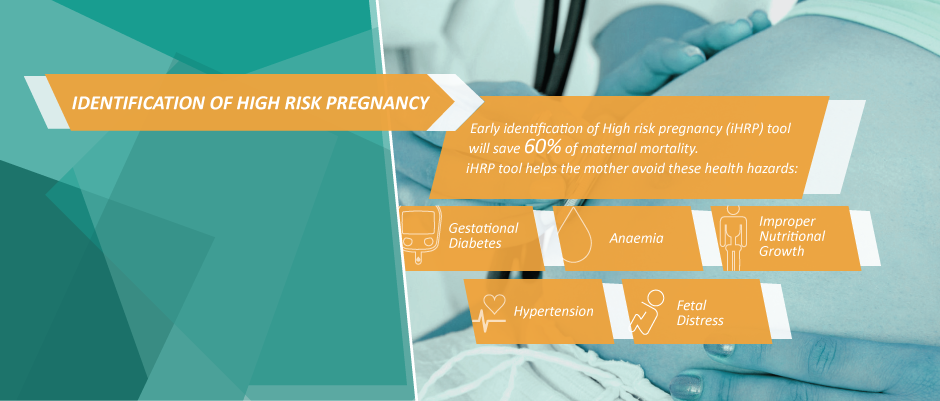 IDENTIFICATION OF HIGH RISK PREGNANCY
Early identification of High risk pregnancy (iHRP) tool
will save 60% of maternal mortality.
iHRP tool helps the mother avoid these health hazards:
Gestational
Diabetes
Anaemia
Improper
Nutritional
Growth
Hypertension
Fetal
Distress